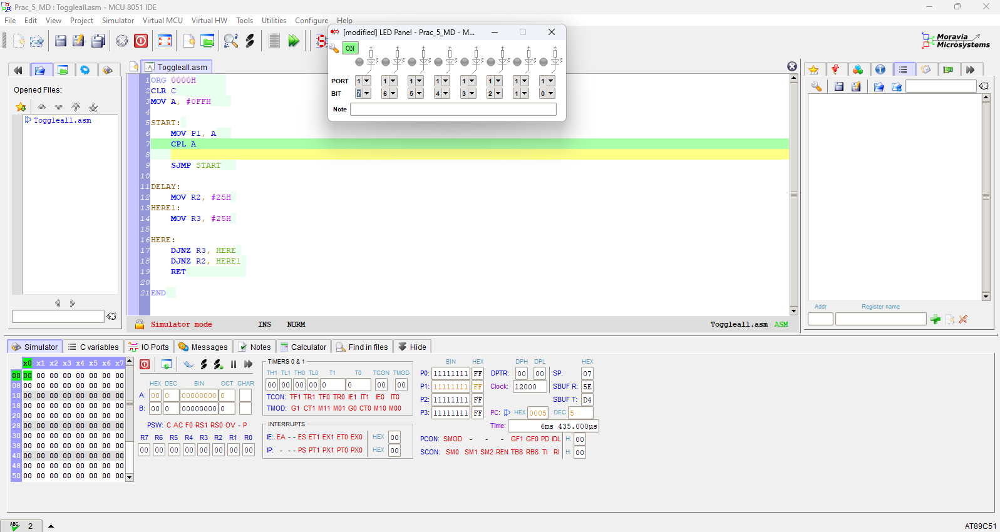 Prac_5_MD : Toggleall.asm - MCU 8051 IDE
File Edit View Project Simulator Virtual MCU Virtual HW Tools Utilities Configure Help
[modified] LED Panel - Prac_5_MD - M...
ON
PORT 1 1 1 1 1 1 1 1
BIT 7 6 5 4 3 2 1 0
Note
Moravia
Microsystems
Toggleall.asm
Opened Files:
Toggleall.asm
1 ORG 0000H
2 CLR C
3 MOV A, #0FFH
4
5 START:
6 MOV P1, A
7 CPL A
8
9 SJMP START
10
11 DELAY:
12 MOV R2, #25H
13 HERE1:
14 MOV R3, #25H
15
16 HERE:
17 DJNZ R3, HERE
18 DJNZ R2, HERE1
19 RET
20
21 END
Addr Register name
Simulator mode INS NORM Toggleall.asm ASM
Simulator C variables IO Ports Messages Notes Calculator Find in files Hide
x0 x1 x2 x3 x4 x5 x6 x7
00 00 00 00 00 00 00 00 00
08 00 00 00 00 00 00 00 00
10 00 00 00 00 00 00 00 00
18 00 00 00 00 00 00 00 00
20 00 00 00 00 00 00 00 00
28 00 00 00 00 00 00 00 00
30 00 00 00 00 00 00 00 00
38 00 00 00 00 00 00 00 00
40 00 00 00 00 00 00 00 00
48 00 00 00 00 00 00 00 00
50 00 00 00 00 00 00 00 00
HEX DEC BIN OCT CHAR
A: 00 0 00000000 0
B: 00 0 00000000 0
PSW: C AC F0 RS1 RS0 OV - P
R7 R6 R5 R4 R3 R2 R1 R0
00 00 00 00 00 00 00 00
TIMERS 0 & 1
TH1 TL1 TH0 TL0 T1 T0 TCON TMOD
00 00 00 00 0 0 00 00
TCON: TF1 TR1 TF0 TR0 IE1 IT1 IE0 IT0
TMOD: G1 CT1 M11 M01 G0 CT0 M10 M00
INTERRUPTS
IE: EA - - ES ET1 EX1 ET0 EX0 HEX 00
IP: - - - PS PT1 PX1 PT0 PX0 HEX 00
BIN HEX
P0: 11111111 FF
P1: 11111111 FF
P2: 11111111 FF
P3: 11111111 FF
DPH DPL HEX
DPTR: 00 00 SP: 07
Clock: 12000 SBUF R: 5E
SBUF T: D4
PC: HEX 0005 DEC 5
Time: 6ms 435.000µs
PCON: SMOD - - - GF1 GF0 PD IDL H: 00
SCON: SM0 SM1 SM2 REN TB8 RB8 TI RI H: 00
ABC 2
AT89C51